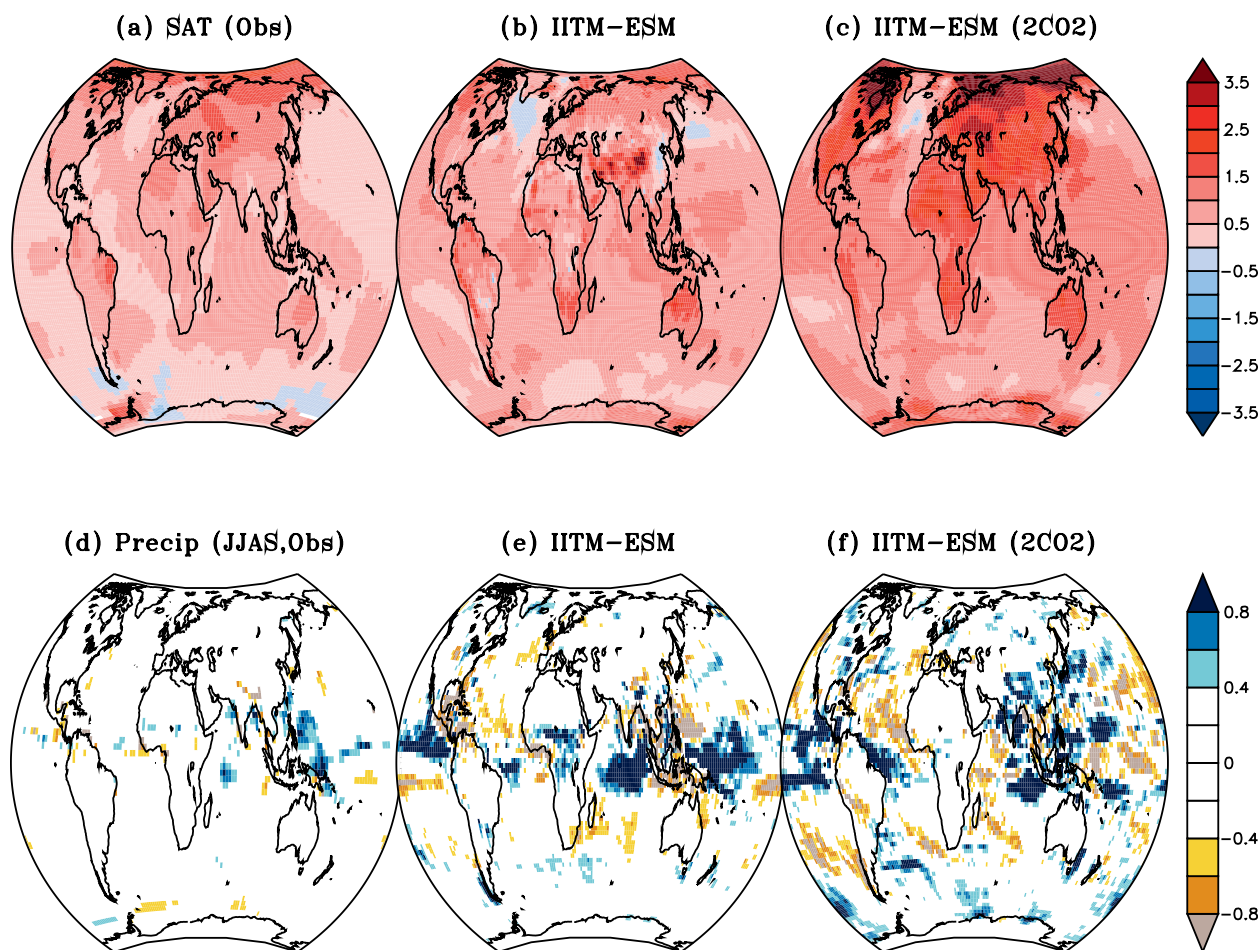 (a) SAT (Obs)
(b) IITM-ESM
(c) IITM-ESM (2CO2)
3.5
2.5
1.5
0.5
-0.5
-1.5
-2.5
-3.5
(d) Precip (JJAS,Obs)
(e) IITM-ESM
(f) IITM-ESM (2CO2)
0.8
0.4
0
-0.4
-0.8